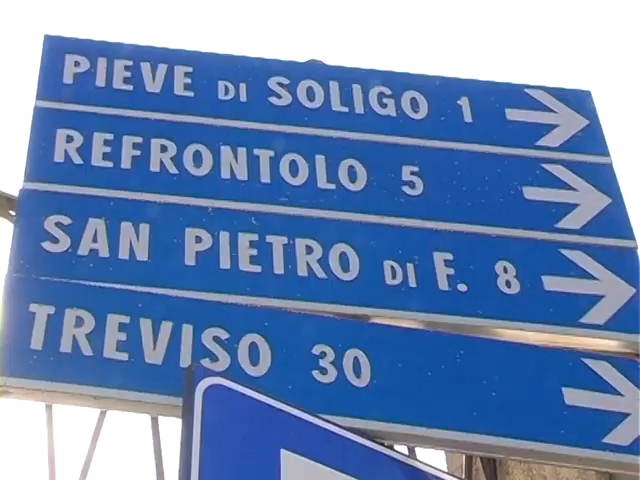 PIEVE DI SOLIGO 1
REFRONTOLO 5
SAN PIETRO DI F. 8
TREVISO 30